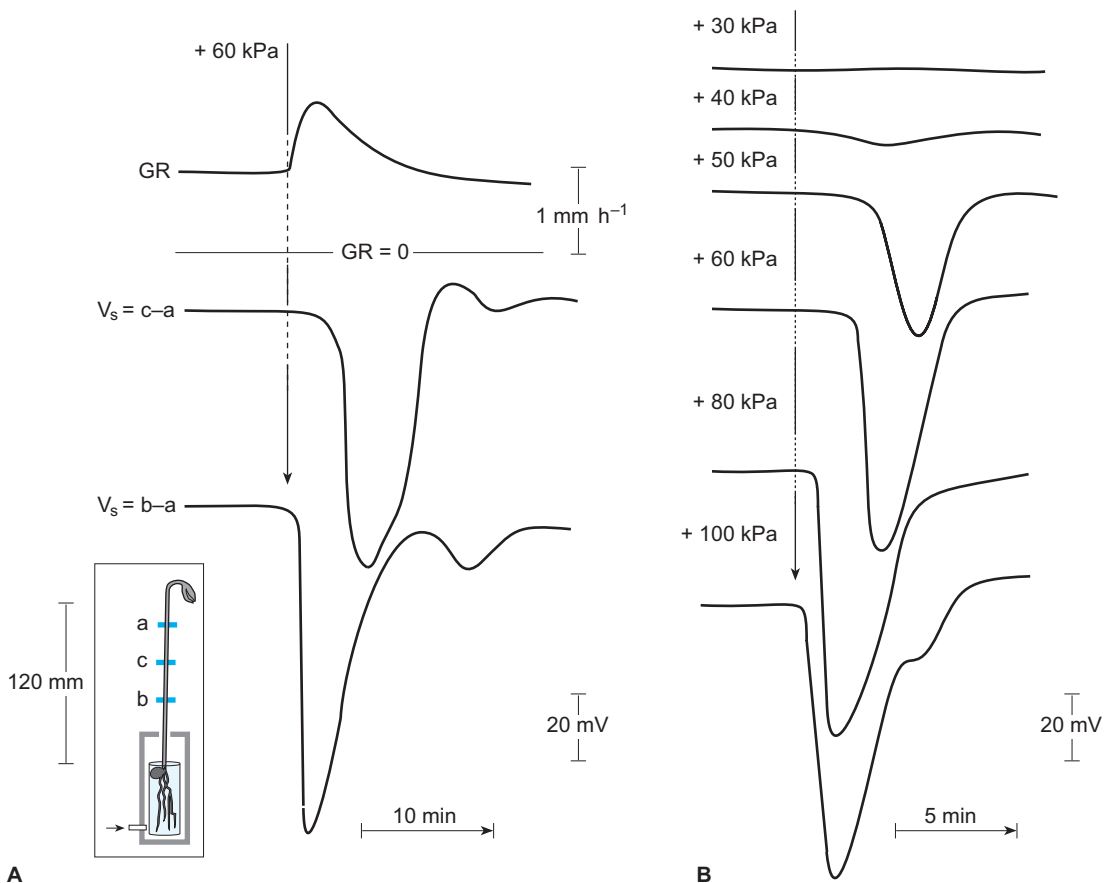 + 60 kPa
GR
1 mm h⁻¹
GR = 0
Vₛ = c–a
Vₛ = b–a
a
c
b
120 mm
20 mV
10 min
A
+ 30 kPa
+ 40 kPa
+ 50 kPa
+ 60 kPa
+ 80 kPa
+ 100 kPa
20 mV
5 min
B